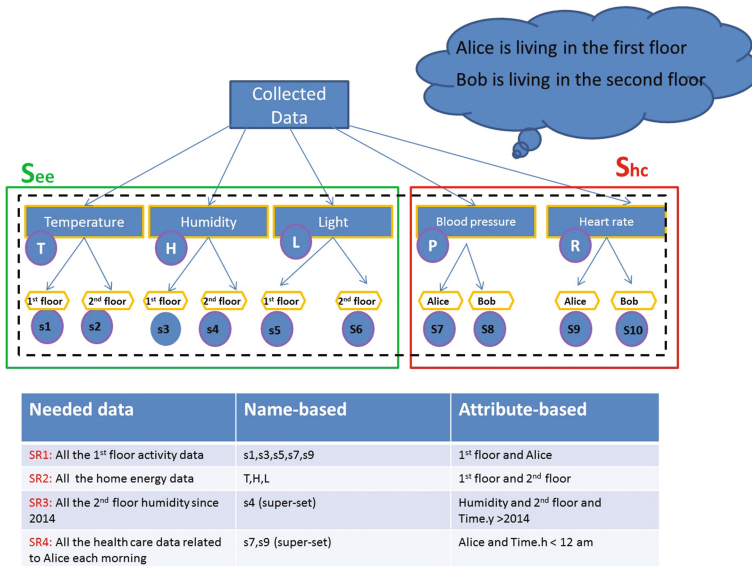 Alice is living in the first floor
Bob is living in the second floor
Collected
Data
See
Shc
Temperature
Humidity
Light
Blood pressure
Heart rate
T
H
L
P
R
1st floor
2nd floor
1st floor
2nd floor
1st floor
2nd floor
Alice
Bob
Alice
Bob
s1
s2
s3
s4
s5
S6
S7
S8
S9
S10
Needed data
Name-based
Attribute-based
SR1: All the 1st floor activity data
s1,s3,s5,s7,s9
1st floor and Alice
SR2: All the home energy data
T,H,L
1st floor and 2nd floor
SR3: All the 2nd floor humidity since
2014
s4 (super-set)
Humidity and 2nd floor and
Time.y >2014
SR4: All the health care data related
to Alice each morning
s7,s9 (super-set)
Alice and Time.h < 12 am